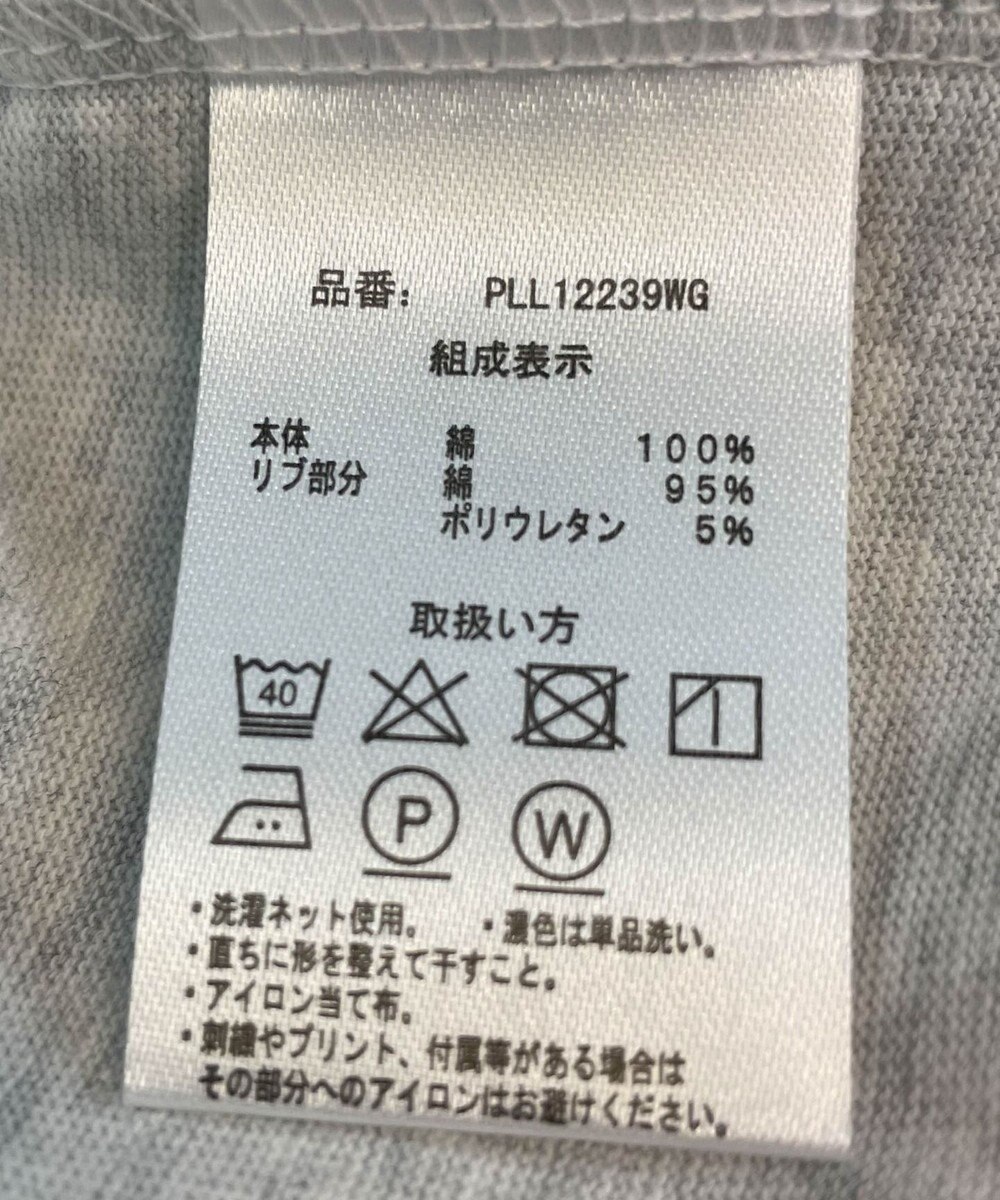 品番: PLL12239WG
組成表示
本体 綿 100%
リブ部分 綿 95%
ポリウレタン 5%
取扱い方
40
P W
・洗濯ネット使用。 ・濃色は単品洗い。
・直ちに形を整えて干すこと。
・アイロン当て布。
・刺繍やプリント、付属等がある場合は
その部分へのアイロンはお避けください。